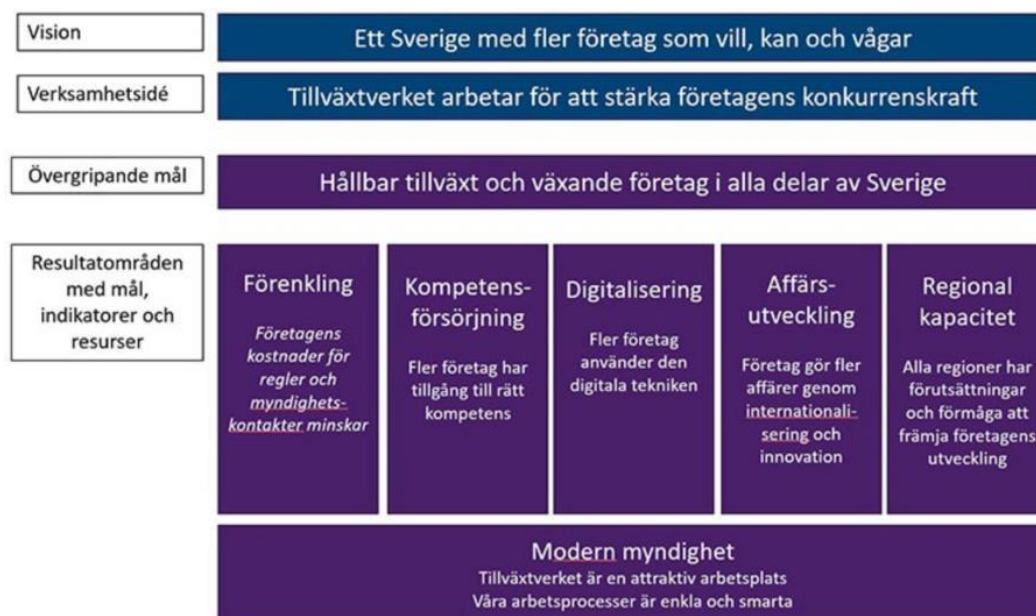 Vision
Ett Sverige med fler företag som vill, kan och vågar
Verksamhetsidé
Tillväxtverket arbetar för att stärka företagens konkurrenskraft
Övergripande mål
Hållbar tillväxt och växande företag i alla delar av Sverige
Resultatområden
med mål,
indikatorer och
resurser
Förenkling
Företagens
kostnader för
regler och
myndighets-
kontakter minskar
Kompetens-
försörjning
Fler företag har
tillgång till rätt
kompetens
Digitalisering
Fler företag
använder den
digitala tekniken
Affärs-
utveckling
Företag gör fler
affärer genom
internationali-
sering och
innovation
Regional
kapacitet
Alla regioner har
förutsättningar
och förmåga att
främja företagens
utveckling
Modern myndighet
Tillväxtverket är en attraktiv arbetsplats
Våra arbetsprocesser är enkla och smarta